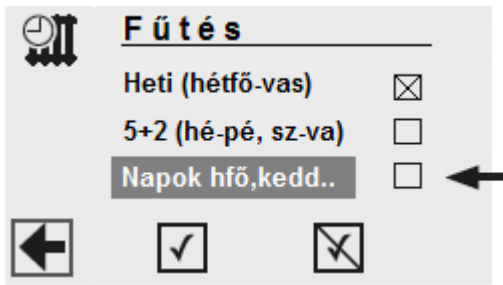 Fűtés
Heti (hétfő-vas)
5+2 (hé-pé, sz-va)
Napok hfő,kedd..